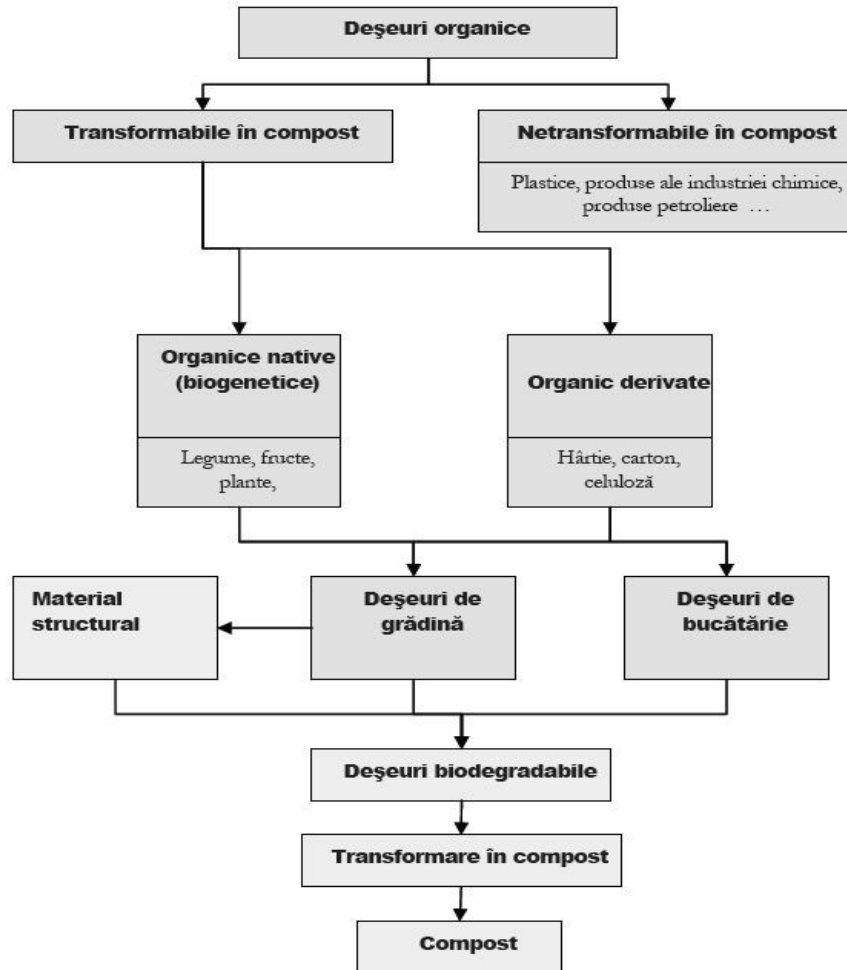 Deşeuri organice
Transformabile în compost
Netransformabile în compost
Plastice, produse ale industriei chimice,
produse petroliere ...
Organice native
(biogenetice)
Legume, fructe,
plante,
Organic derivate
Hârtie, carton,
celuloză
Material
structural
Deşeuri de
grădină
Deşeuri de
bucătărie
Deşeuri biodegradabile
Transformare în compost
Compost